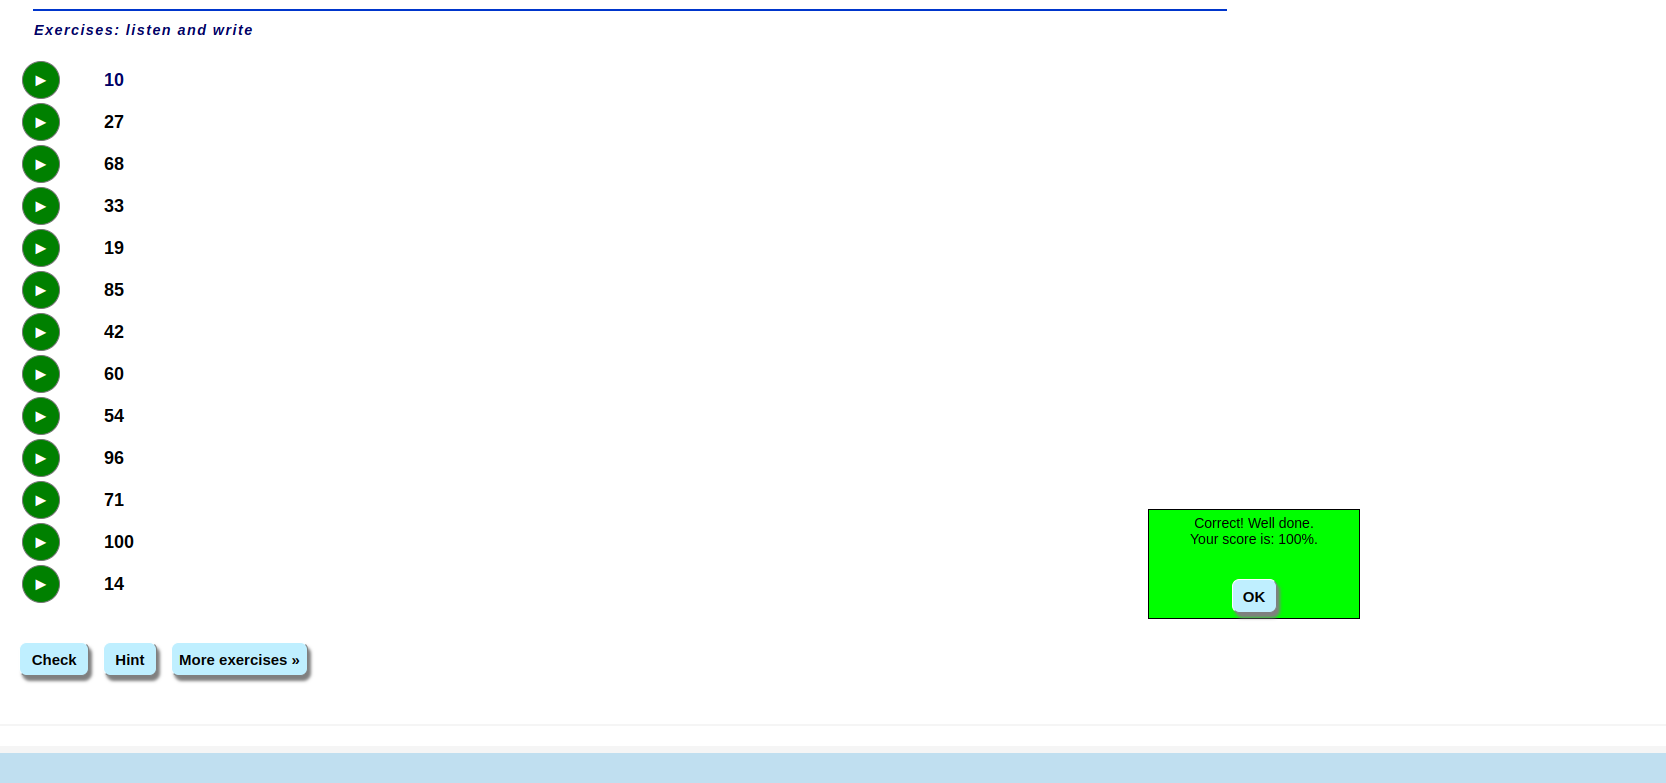 Exercises: listen and write
10
27
68
33
19
85
42
60
54
96
71
100
14
Correct! Well done.
Your score is: 100%.
OK
Check Hint More exercises »